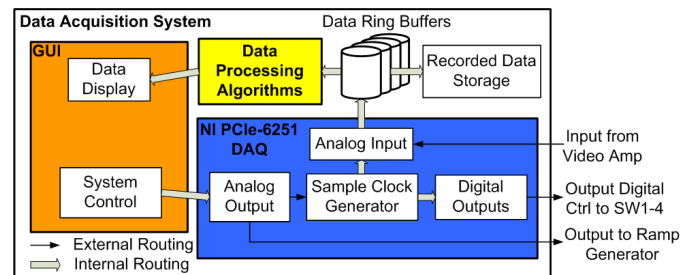 Data Acquisition System
Data Ring Buffers
GUI
Data
Display
Data
Processing
Algorithms
Recorded Data
Storage
NI PCIe-6251
DAQ
Analog Input
Input from
Video Amp
System
Control
Analog
Output
Sample Clock
Generator
Digital
Outputs
Output Digital
Ctrl to SW1-4
Output to Ramp
Generator
External Routing
Internal Routing